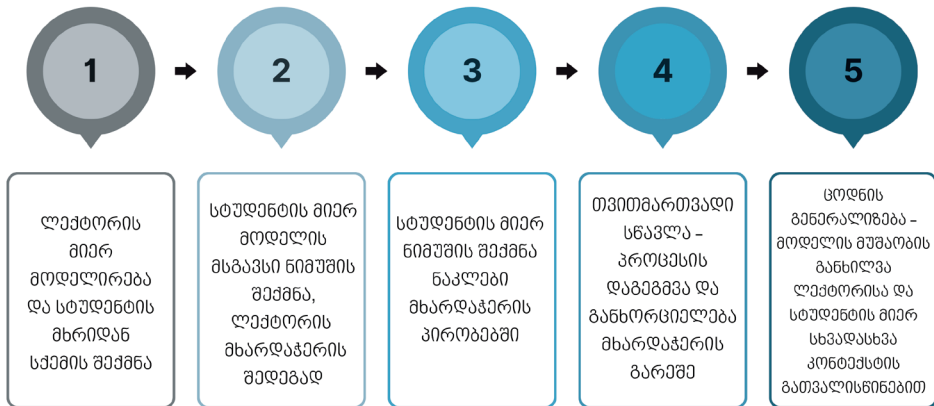 1
2
3
4
5
ლექტორის
მიერ
მოდელირება
და სტუდენტის
მხრიდან
სქემის შექმნა
სტუდენტის მიერ
მოდელის
მსგავსი ნიმუშის
შექმნა,
ლექტორის
მხარდაჭერის
შედეგად
სტუდენტის მიერ
ნიმუშის შექმნა
ნაკლები
მხარდაჭერის
პირობებში
თვითმართვადი
სწავლა –
პროცესის
დაგეგმვა და
განხორციელება
მხარდაჭერის
გარეშე
ცოდნის
გენერალიზება –
მოდელის მუშაობის
განხილვა
ლექტორისა და
სტუდენტის მიერ
სხვადასხვა
კონტექსტის
გათვალისწინებით